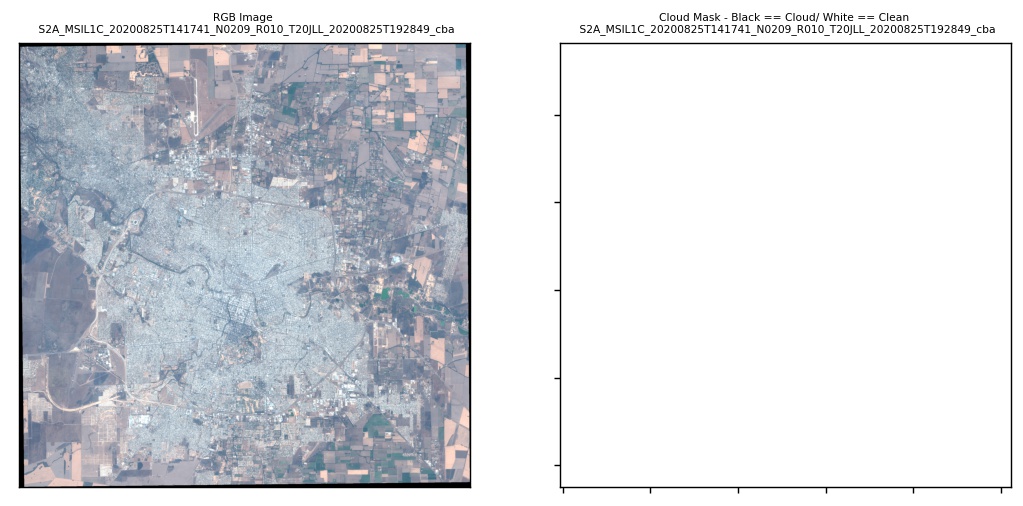 RGB Image
S2A_MSIL1C_20200825T141741_N0209_R010_T20JLL_20200825T192849_cba
Cloud Mask - Black == Cloud/ White == Clean
S2A_MSIL1C_20200825T141741_N0209_R010_T20JLL_20200825T192849_cba